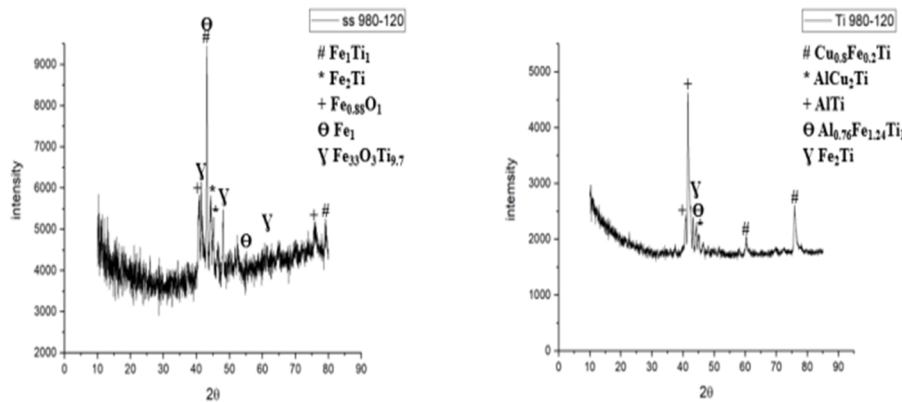 ss 980-120
# Fe₁Ti₁
* Fe₂Ti
+ Fe₀.₈₈O₁
ϴ Fe₁
Ɣ Fe₃₃O₃Ti₉.₇
ϴ
#
+
Ɣ
*
*
Ɣ
ϴ
Ɣ
+
#
intensity
9000
8000
7000
6000
5000
4000
3000
2000
0 10 20 30 40 50 60 70 80 90
2θ
Ti 980-120
# Cu₀.₈Fe₀.₂Ti
* AlCu₂Ti
+ AlTi
ϴ Al₀.₇₆Fe₁.₂₄Ti
Ɣ Fe₂Ti
+
+
Ɣ
ϴ
*
#
#
intensity
5000
4000
3000
2000
1000
0
0 10 20 30 40 50 60 70 80 90
2θ